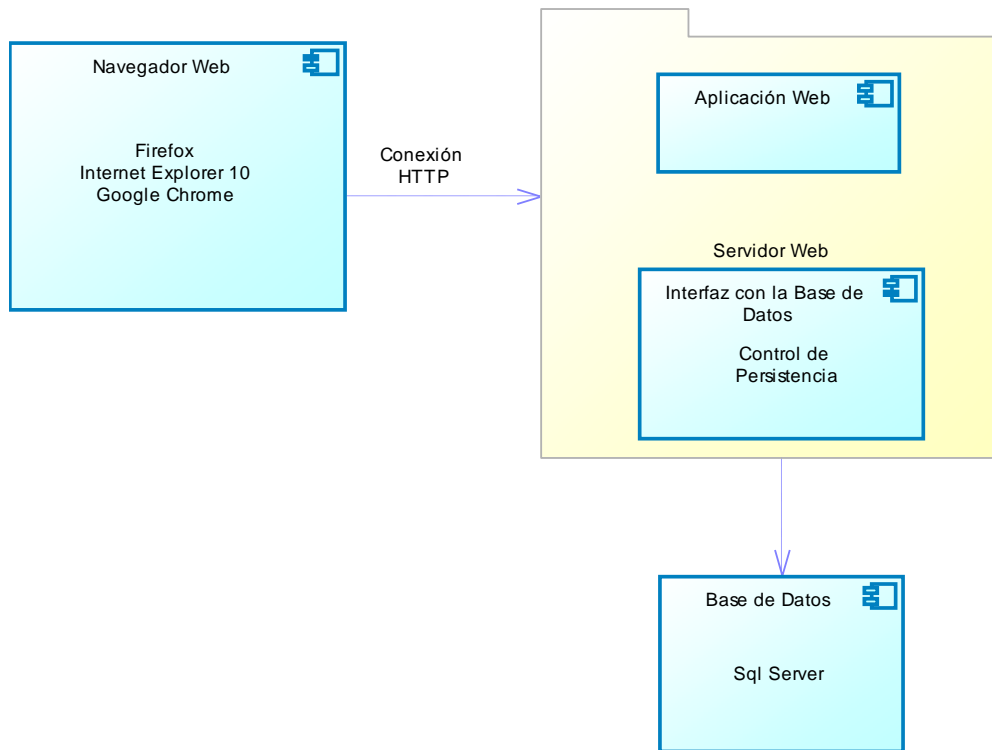 Navegador Web
Firefox
Internet Explorer 10
Google Chrome
Conexión
HTTP
Aplicación Web
Servidor Web
Interfaz con la Base de
Datos
Control de
Persistencia
Base de Datos
Sql Server